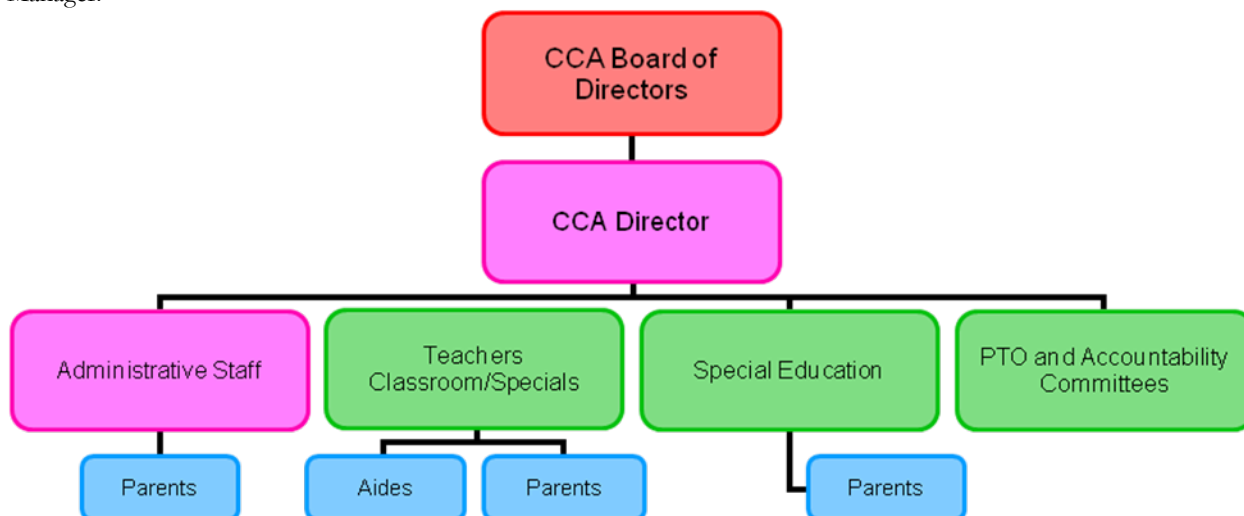 Manager.
CCA Board of
Directors
CCA Director
Administrative Staff
Teachers
Classroom/Specials
Special Education
PTO and Accountability
Committees
Parents
Aides
Parents
Parents